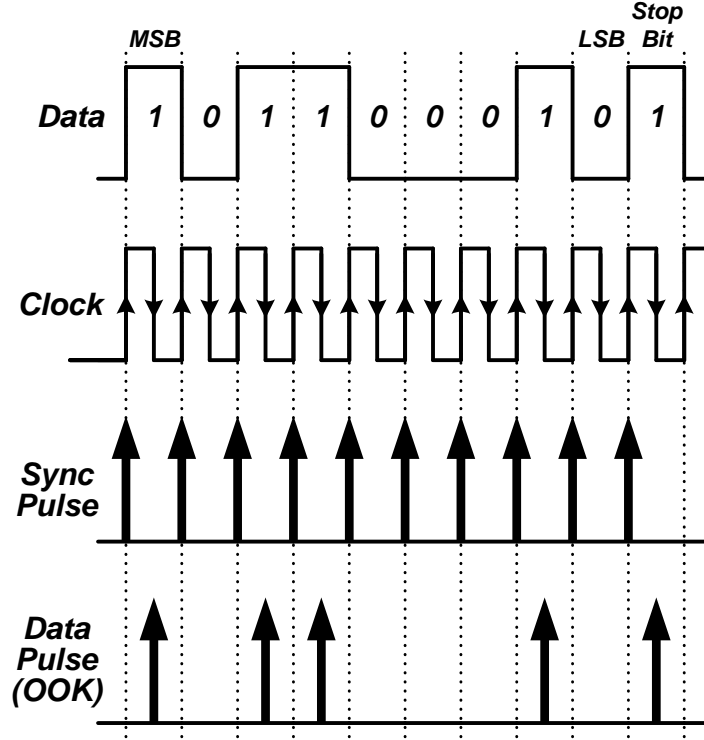 MSB
LSB
Stop
Bit
Data
1 0 1 1 0 0 0 1 0 1
Clock
Sync
Pulse
Data
Pulse
(OOK)